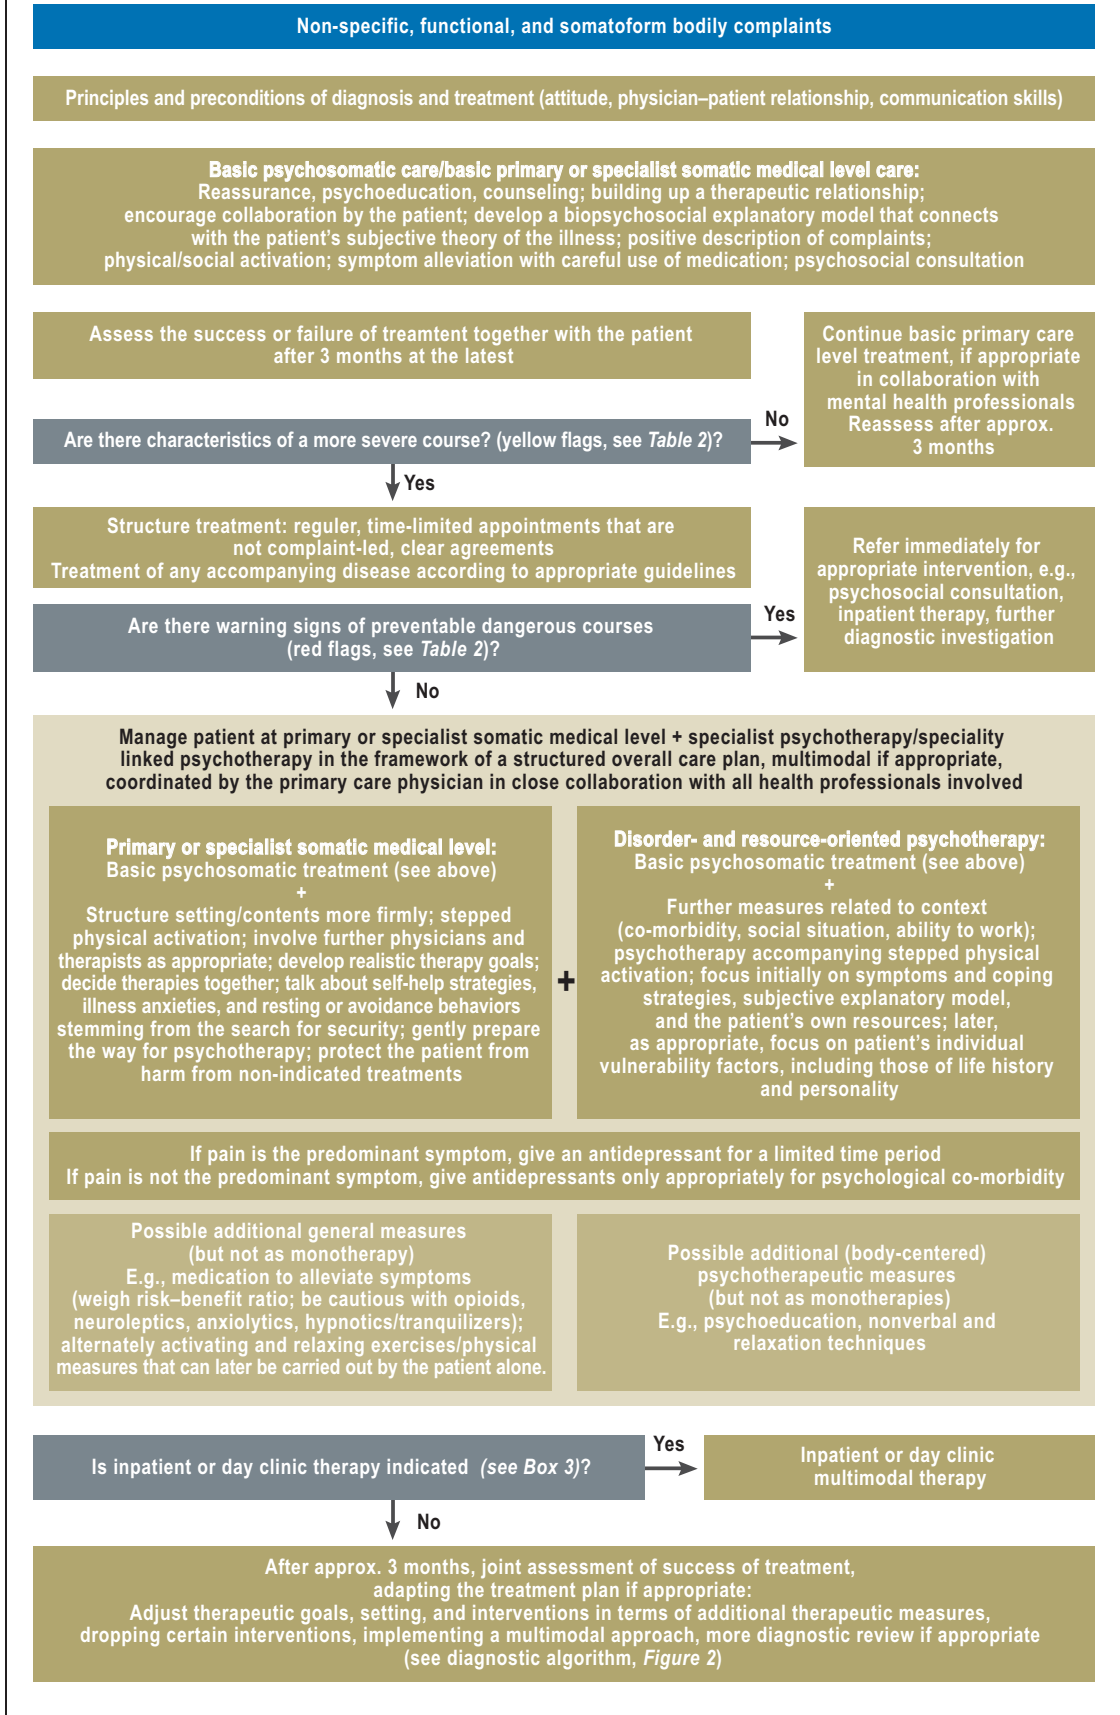 Non-specific, functional, and somatoform bodily complaints
Principles and preconditions of diagnosis and treatment (attitude, physician–patient relationship, communication skills)
Basic psychosomatic care/basic primary or specialist somatic medical level care:
Reassurance, psychoeducation, counseling; building up a therapeutic relationship;
encourage collaboration by the patient; develop a biopsychosocial explanatory model that connects
with the patient's subjective theory of the illness; positive description of complaints;
physical/social activation; symptom alleviation with careful use of medication; psychosocial consultation
Assess the success or failure of treamtent together with the patient
after 3 months at the latest
Continue basic primary care
level treatment, if appropriate
in collaboration with
mental health professionals
Reassess after approx.
3 months
No
Are there characteristics of a more severe course? (yellow flags, see Table 2)?
Yes
Structure treatment: reguler, time-limited appointments that are
not complaint-led, clear agreements
Treatment of any accompanying disease according to appropriate guidelines
Refer immediately for
appropriate intervention, e.g.,
psychosocial consultation,
inpatient therapy, further
diagnostic investigation
Yes
Are there warning signs of preventable dangerous courses
(red flags, see Table 2)?
No
Manage patient at primary or specialist somatic medical level + specialist psychotherapy/speciality
linked psychotherapy in the framework of a structured overall care plan, multimodal if appropriate,
coordinated by the primary care physician in close collaboration with all health professionals involved
Primary or specialist somatic medical level:
Basic psychosomatic treatment (see above)
+
Structure setting/contents more firmly; stepped
physical activation; involve further physicians and
therapists as appropriate; develop realistic therapy goals;
decide therapies together; talk about self-help strategies,
illness anxieties, and resting or avoidance behaviors
stemming from the search for security; gently prepare
the way for psychotherapy; protect the patient from
harm from non-indicated treatments
+
Disorder- and resource-oriented psychotherapy:
Basic psychosomatic treatment (see above)
+
Further measures related to context
(co-morbidity, social situation, ability to work);
psychotherapy accompanying stepped physical
activation; focus initially on symptoms and coping
strategies, subjective explanatory model,
and the patient's own resources; later,
as appropriate, focus on patient's individual
vulnerability factors, including those of life history
and personality
If pain is the predominant symptom, give an antidepressant for a limited time period
If pain is not the predominant symptom, give antidepressants only appropriately for psychological co-morbidity
Possible additional general measures
(but not as monotherapy)
E.g., medication to alleviate symptoms
(weigh risk–benefit ratio; be cautious with opioids,
neuroleptics, anxiolytics, hypnotics/tranquilizers);
alternately activating and relaxing exercises/physical
measures that can later be carried out by the patient alone.
Possible additional (body-centered)
psychotherapeutic measures
(but not as monotherapies)
E.g., psychoeducation, nonverbal and
relaxation techniques
Is inpatient or day clinic therapy indicated (see Box 3)?
Yes
Inpatient or day clinic
multimodal therapy
No
After approx. 3 months, joint assessment of success of treatment,
adapting the treatment plan if appropriate:
Adjust therapeutic goals, setting, and interventions in terms of additional therapeutic measures,
dropping certain interventions, implementing a multimodal approach, more diagnostic review if appropriate
(see diagnostic algorithm, Figure 2)